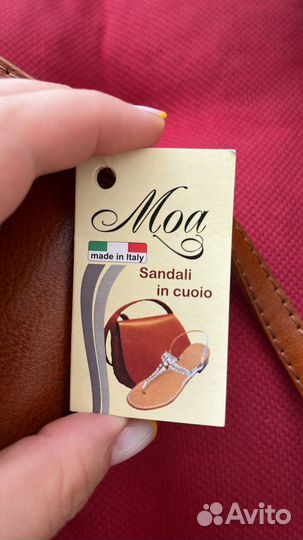 Moa
made in Italy
Sandali
in cuoio
Avito